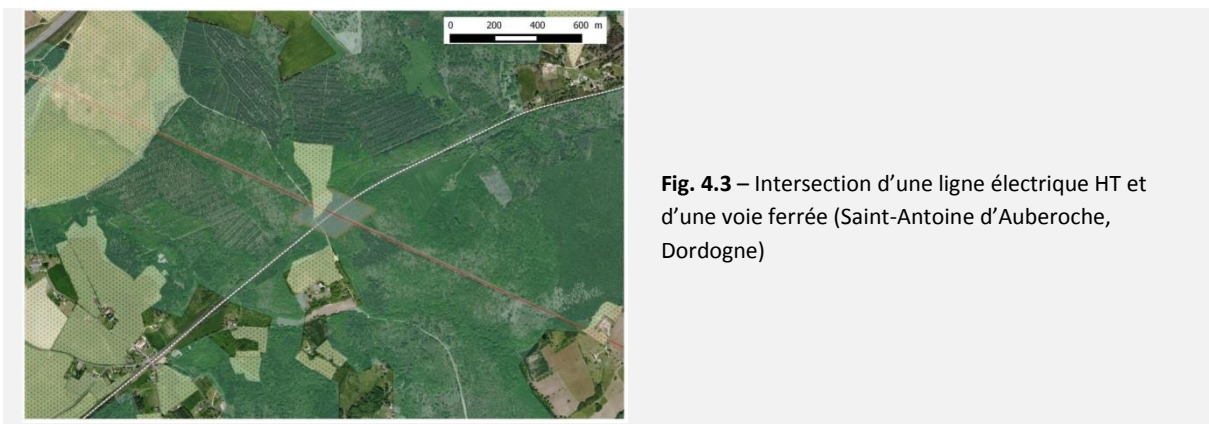 0 200 400 600 m
Fig. 4.3 – Intersection d’une ligne électrique HT et
d’une voie ferrée (Saint-Antoine d’Auberoche,
Dordogne)